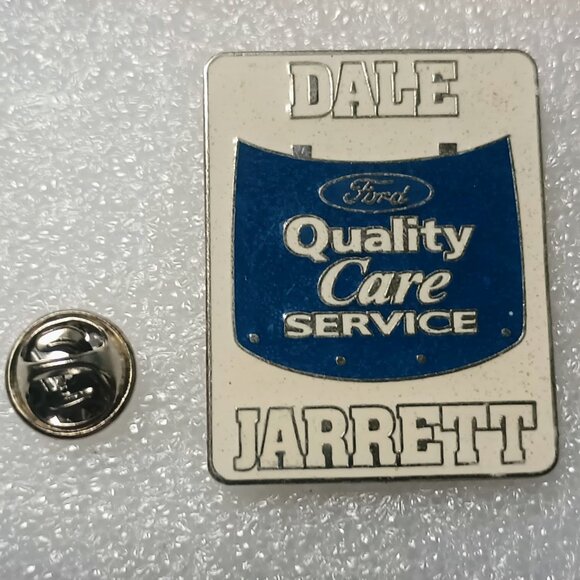 DALE
Ford
Quality
Care
SERVICE
JARRETT